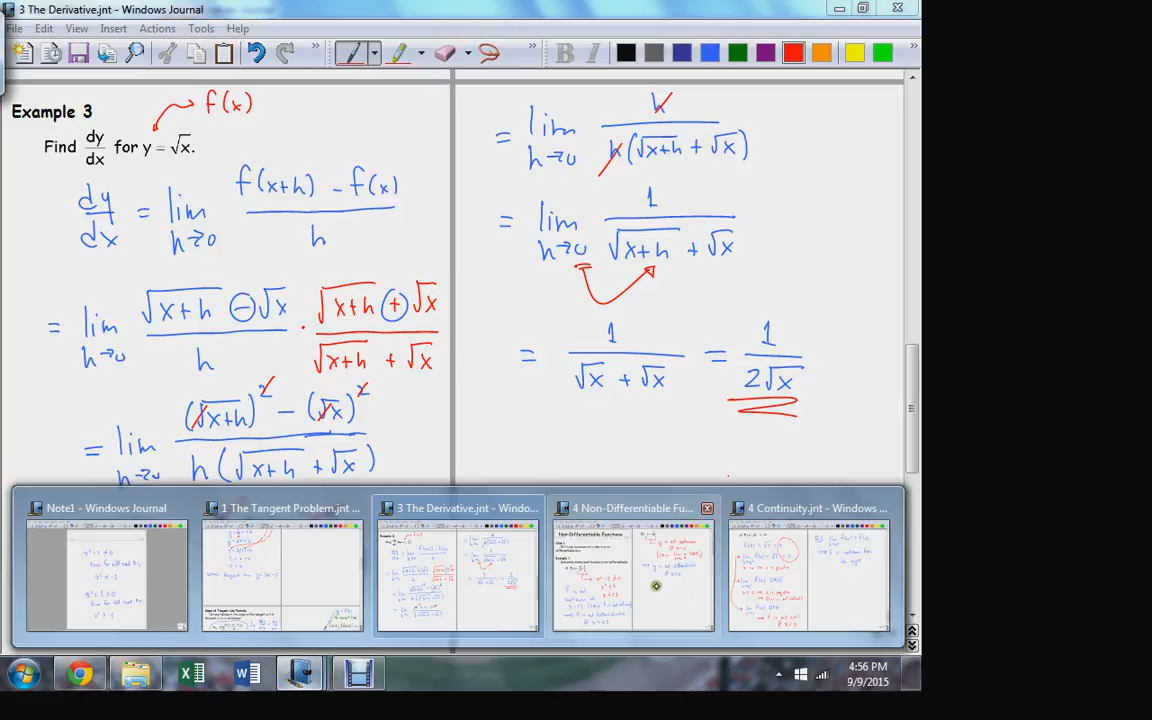 3 The Derivative.jnt - Windows Journal
File Edit View Insert Actions Tools Help
B I
Example 3
f(x)
Find dy/dx for y = √x.
dy/dx = lim h→0 (f(x+h) - f(x))/h
= lim h→0 (√(x+h) - √x)/h · (√(x+h) + √x)/(√(x+h) + √x)
= lim h→0 ((√(x+h))² - (√x)²)/(h(√(x+h) + √x))
= lim h→0 h/(h(√(x+h) + √x))
= lim h→0 1/(√(x+h) + √x)
= 1/(√x + √x) = 1/(2√x)
Note1 - Windows Journal
1 The Tangent Problem.jnt ...
3 The Derivative.jnt - Windo...
4 Non-Differentiable Fu...
4 Continuity.jnt - Windows ...
Non-Differentiable Functions
4:56 PM
9/9/2015